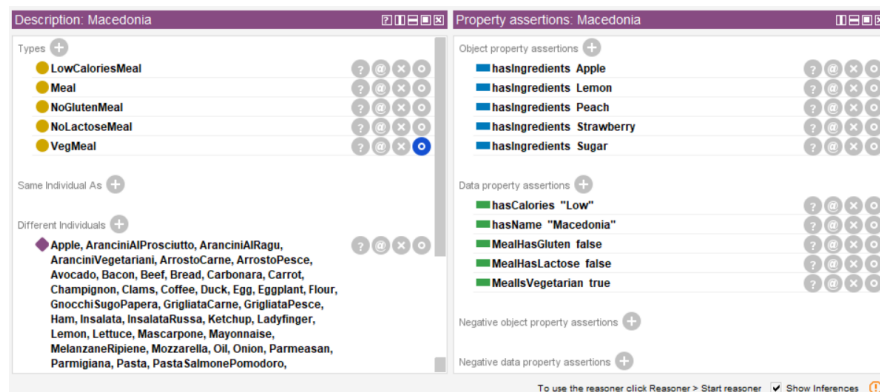 Description: Macedonia
Types
LowCaloriesMeal
Meal
NoGlutenMeal
NoLactoseMeal
VegMeal
Same Individual As
Different Individuals
Apple, AranciniAlProsciutto, AranciniAlRagu,
AranciniVegetariani, ArrostoCarne, ArrostoPesce,
Avocado, Bacon, Beef, Bread, Carbonara, Carrot,
Champignon, Clams, Coffee, Duck, Egg, Eggplant, Flour,
GnocchiSugoPapera, GrigliataCarne, GrigliataPesce,
Ham, Insalata, InsalataRussa, Ketchup, Ladyfinger,
Lemon, Lettuce, Mascarpone, Mayonnaise,
MelanzaneRipiene, Mozzarella, Oil, Onion, Parmeasan,
Parmigiana, Pasta, PastaSalmonePomodoro,
Property assertions: Macedonia
Object property assertions
hasIngredients Apple
hasIngredients Lemon
hasIngredients Peach
hasIngredients Strawberry
hasIngredients Sugar
Data property assertions
hasCalories "Low"
hasName "Macedonia"
MealHasGluten false
MealHasLactose false
MealIsVegetarian true
Negative object property assertions
Negative data property assertions
To use the reasoner click Reasoner > Start reasoner Show Inferences